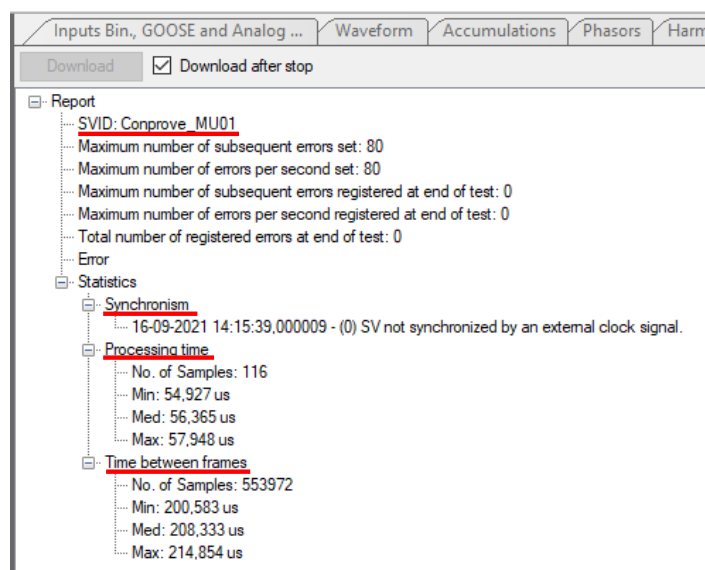 Inputs Bin., GOOSE and Analog ... Waveform Accumulations Phasors Harm
Download Download after stop
Report
SVID: Conprove_MU01
Maximum number of subsequent errors set: 80
Maximum number of errors per second set: 80
Maximum number of subsequent errors registered at end of test: 0
Maximum number of errors per second registered at end of test: 0
Total number of registered errors at end of test: 0
Error
Statistics
Synchronism
16-09-2021 14:15:39,000009 - (0) SV not synchronized by an external clock signal.
Processing time
No. of Samples: 116
Min: 54,927 us
Med: 56,365 us
Max: 57,948 us
Time between frames
No. of Samples: 553972
Min: 200,583 us
Med: 208,333 us
Max: 214,854 us